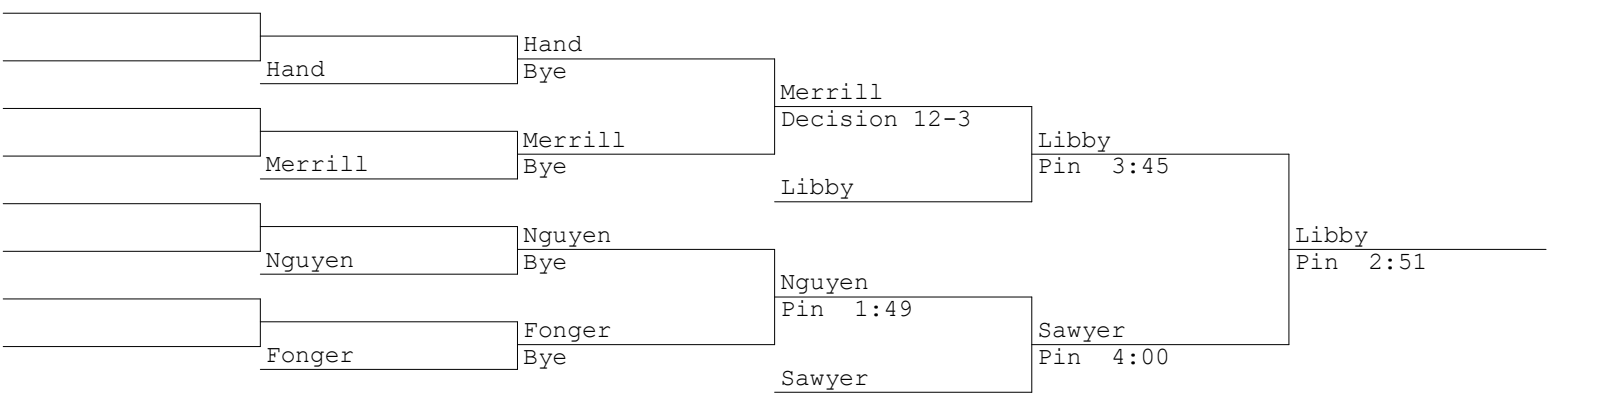 Hand
Hand
Bye
Merrill
Decision 12-3
Merrill
Merrill
Bye
Libby
Pin 3:45
Libby
Nguyen
Nguyen
Bye
Libby
Pin 2:51
Nguyen
Pin 1:49
Fonger
Fonger
Bye
Sawyer
Pin 4:00
Sawyer